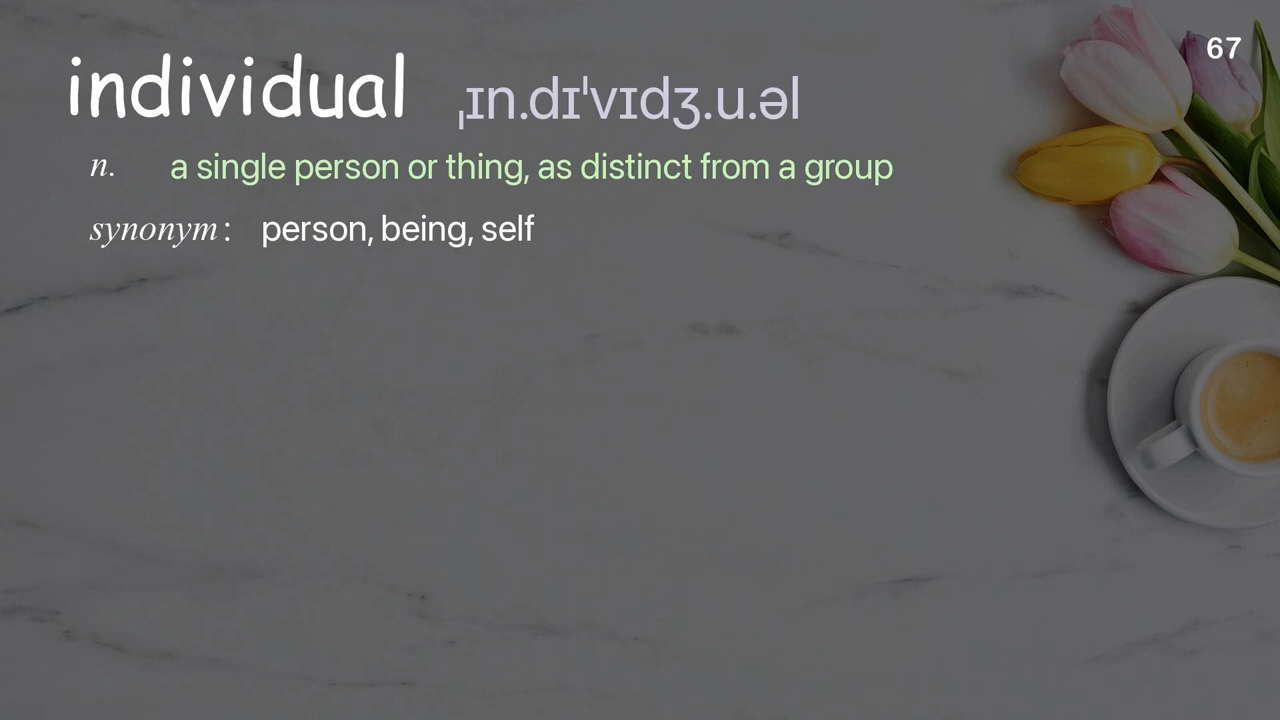 67
individual ˌɪn.dɪˈvɪdʒ.u.əl
n. a single person or thing, as distinct from a group
synonym: person, being, self